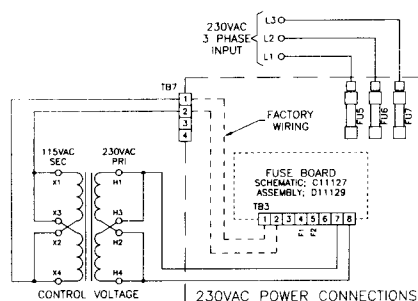 230VAC
3 PHASE
INPUT
L3
L2
L1
FU5
FU6
FU7
TB7
1
2
3
4
FACTORY
WIRING
115VAC
SEC
230VAC
PRI
X1
H1
X3
H3
X2
H2
X4
H4
FUSE BOARD
SCHEMATIC; C11127
ASSEMBLY; D11129
TB3
1 2 3 4 5 6 7 8
F1
F2
CONTROL VOLTAGE
230VAC POWER CONNECTIONS